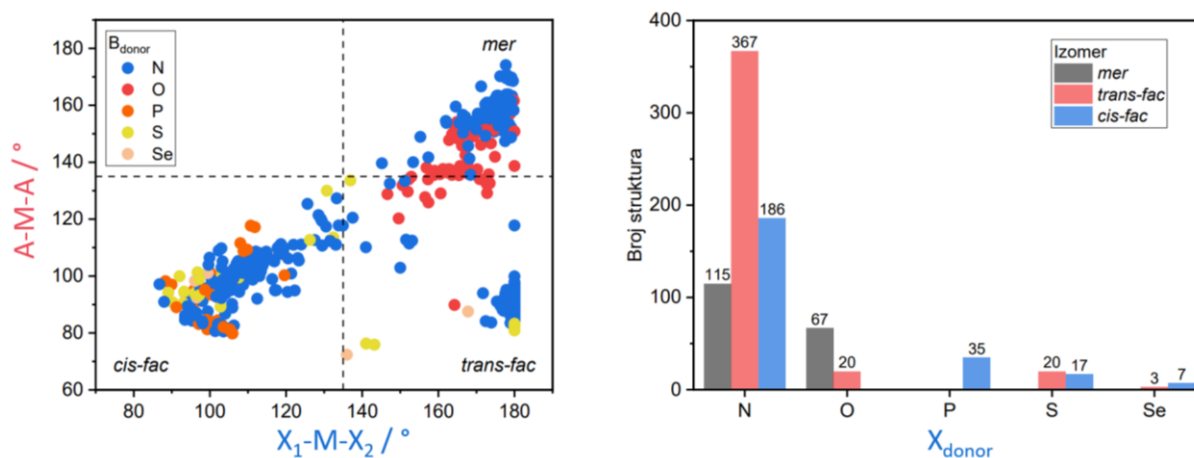 B_donor
N
O
P
S
Se
mer
cis-fac
trans-fac
A-M-A / °
180
160
140
120
100
80
60
80 100 120 140 160 180
X₁-M-X₂ / °
Izomer
mer
trans-fac
cis-fac
Broj struktura
400
300
200
100
0
115 367 186
67 20
35
20 17
3 7
N O P S Se
X_donor